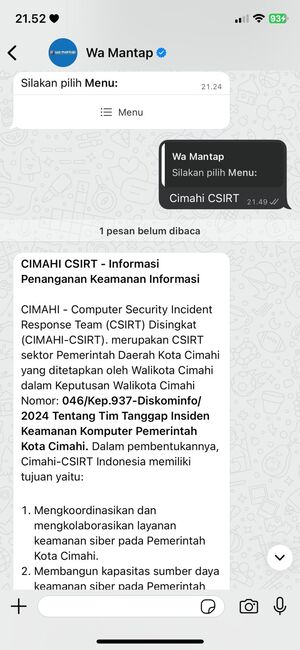 21.52
93
Wa Mantap
Silakan pilih Menu:
21.24
Menu
Wa Mantap
Silakan pilih Menu:
Cimahi CSIRT
21.49
1 pesan belum dibaca
CIMAHI CSIRT - Informasi
Penanganan Keamanan Informasi
CIMAHI - Computer Security Incident
Response Team (CSIRT) Disingkat
(CIMAHI-CSIRT). merupakan CSIRT
sektor Pemerintah Daerah Kota Cimahi
yang ditetapkan oleh Walikota Cimahi
dalam Keputusan Walikota Cimahi
Nomor: 046/Kep.937-Diskominfo/
2024 Tentang Tim Tanggap Insiden
Keamanan Komputer Pemerintah
Kota Cimahi. Dalam pembentukannya,
Cimahi-CSIRT Indonesia memiliki
tujuan yaitu:
1. Mengkoordinasikan dan
mengkolaborasikan layanan
keamanan siber pada Pemerintah
Kota Cimahi.
2. Membangun kapasitas sumber daya
keamanan siber pada Pemerintah